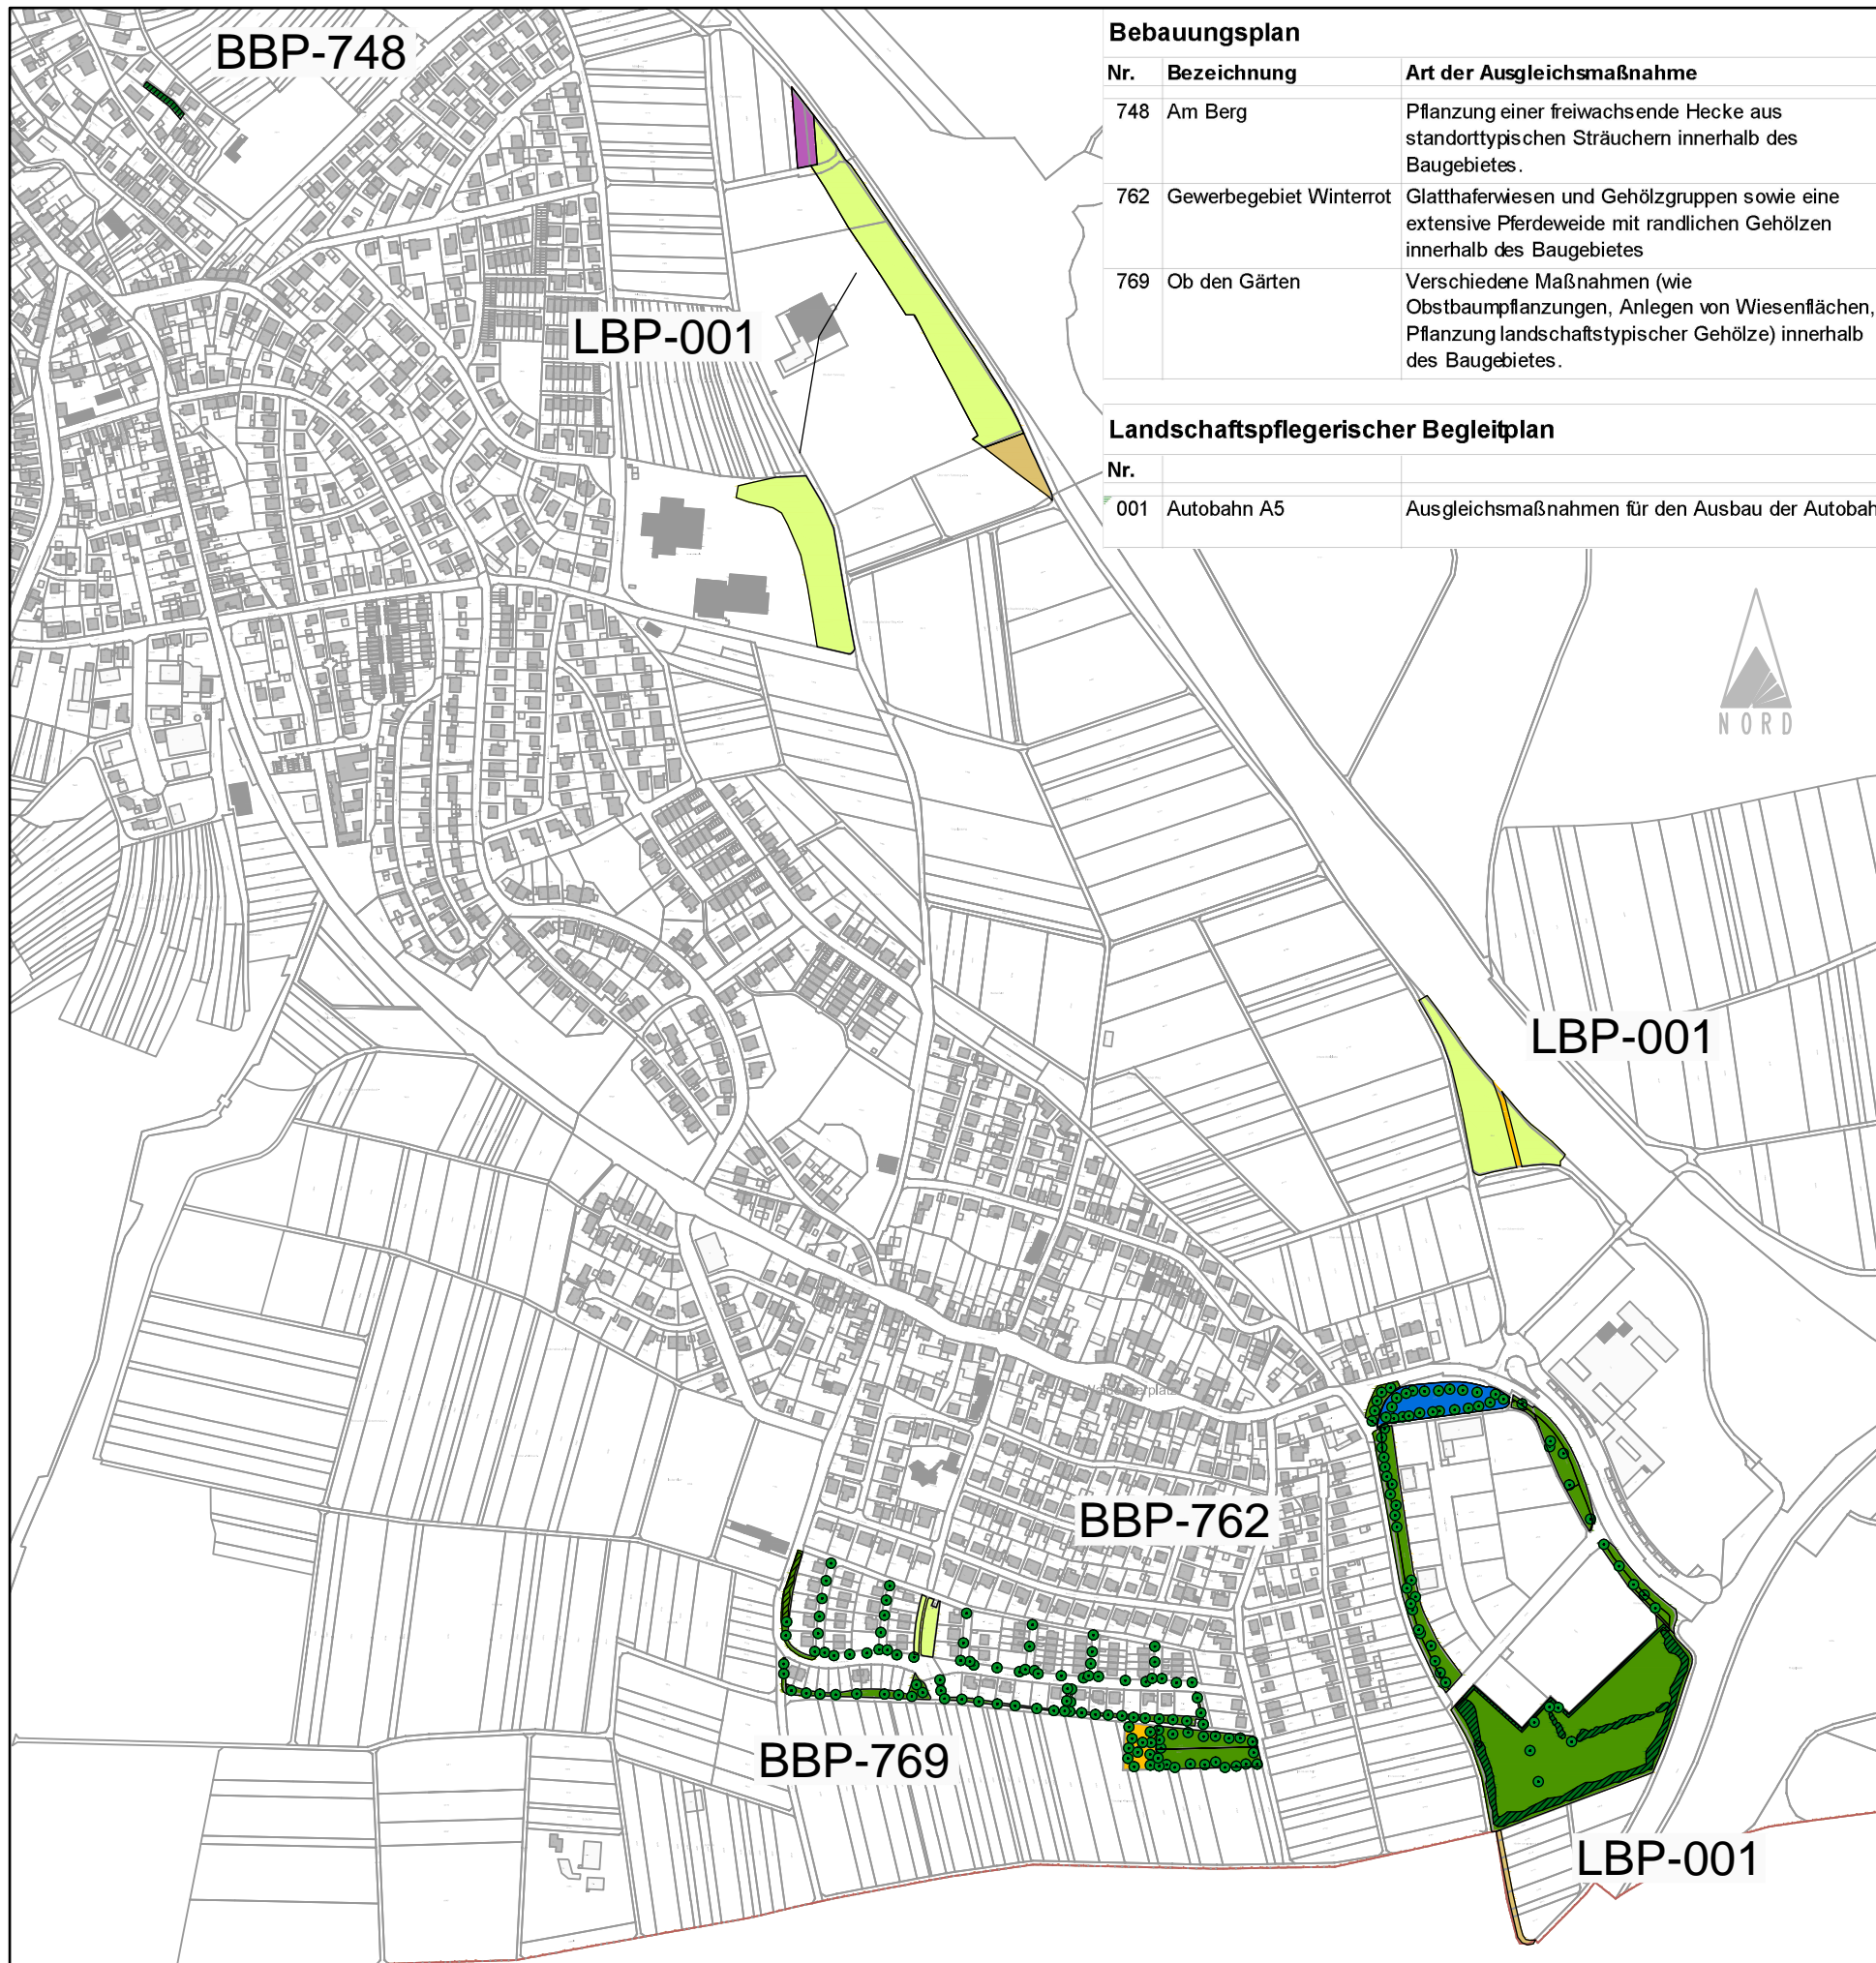 BBP-748
Bebauungsplan
Nr. Bezeichnung Art der Ausgleichsmaßnahme
748 Am Berg Pflanzung einer freiwachsende Hecke aus
standorttypischen Sträuchern innerhalb des
Baugebietes.
762 Gewerbegebiet Winterrot Glatthaferwiesen und Gehölzgruppen sowie eine
extensive Pferdeweide mit randlichen Gehölzen
innerhalb des Baugebietes
769 Ob den Gärten Verschiedene Maßnahmen (wie
Obstbaumpflanzungen, Anlegen von Wiesenflächen,
Pflanzung landschaftstypischer Gehölze) innerhalb
des Baugebietes.
LBP-001
Landschaftspflegerischer Begleitplan
Nr.
001 Autobahn A5 Ausgleichsmaßnahmen für den Ausbau der Autobah
NORD
LBP-001
BBP-762
BBP-769
LBP-001